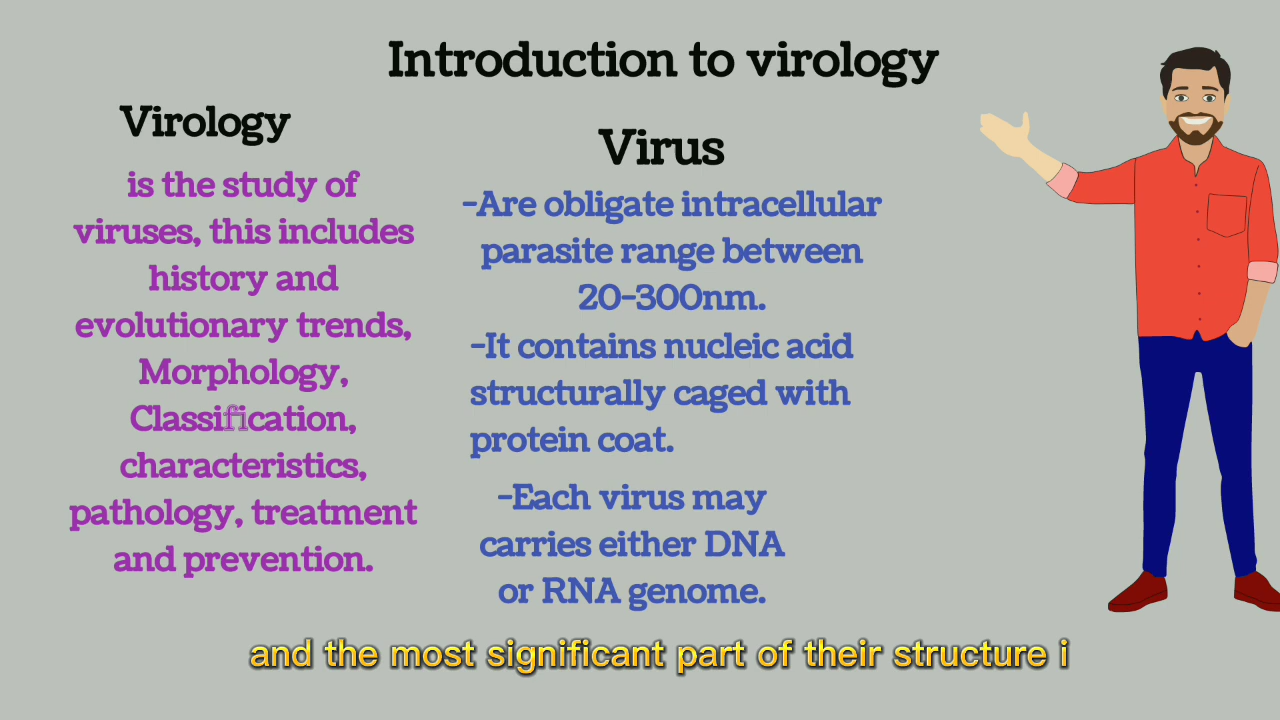 Introduction to virology
Virology
is the study of
viruses, this includes
history and
evolutionary trends,
Morphology,
Classification,
characteristics,
pathology, treatment
and prevention.
Virus
-Are obligate intracellular
parasite range between
20-300nm.
-It contains nucleic acid
structurally caged with
protein coat.
-Each virus may
carries either DNA
or RNA genome.
and the most significant part of their structure i